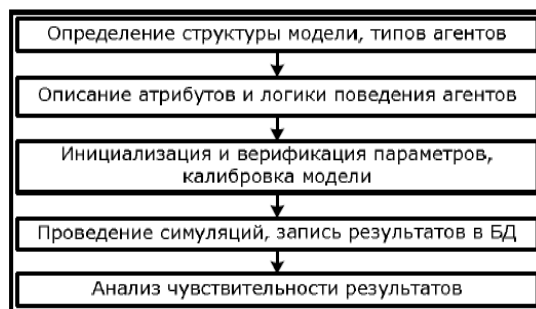 Определение структуры модели, типов агентов
Описание атрибутов и логики поведения агентов
Инициализация и верификация параметров,
калибровка модели
Проведение симуляций, запись результатов в БД
Анализ чувствительности результатов